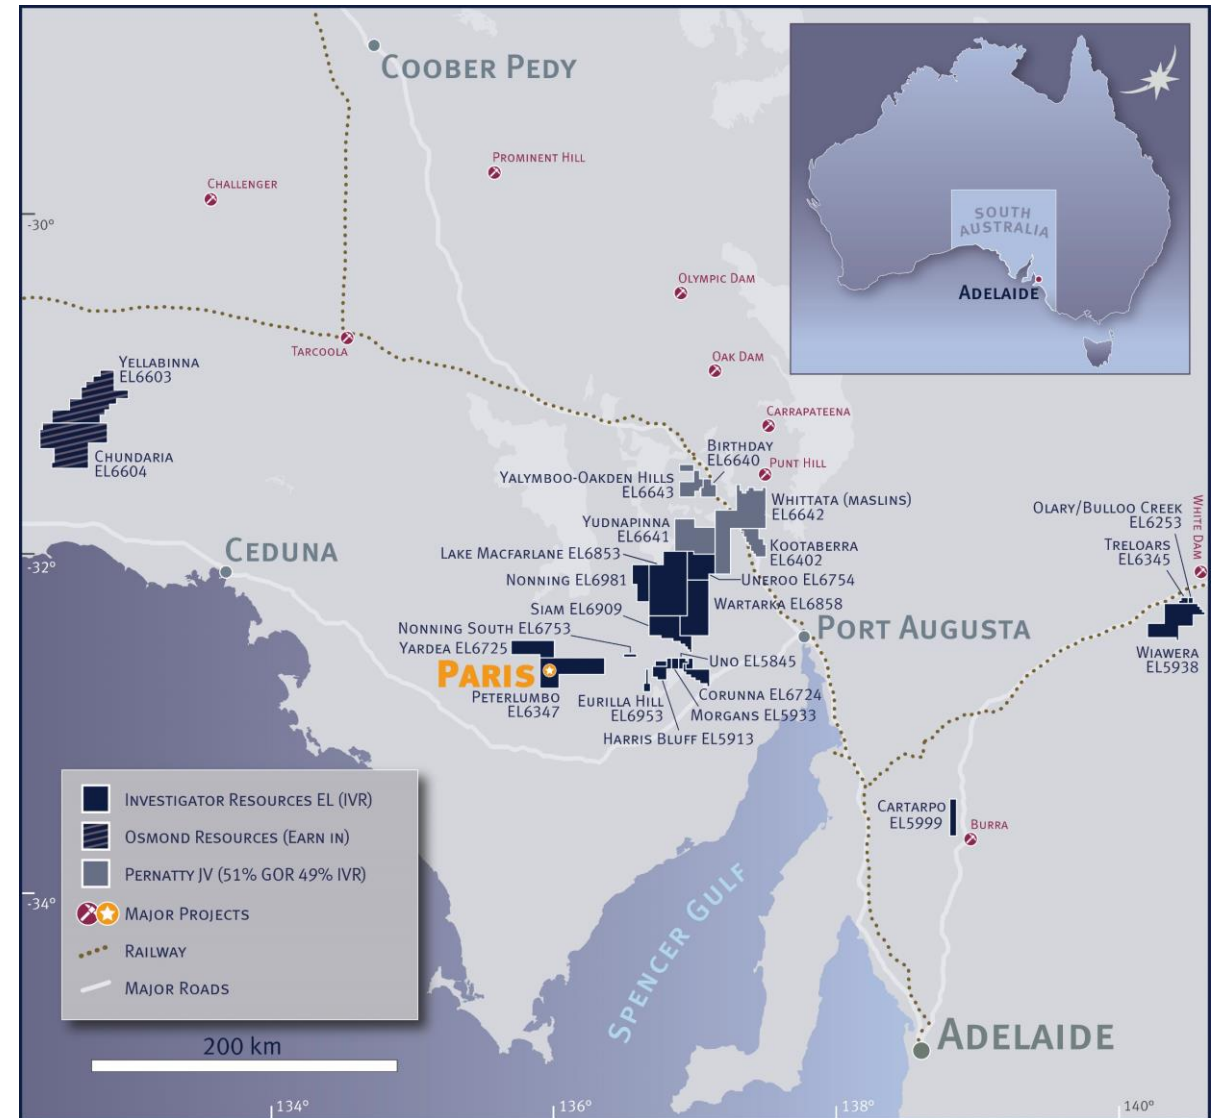 COOBER PEDY
PROMINENT HILL
CHALLENGER
-30°
SOUTH
AUSTRALIA
ADELAIDE
OLYMPIC DAM
TARCOOLA
OAK DAM
YELLABINNA
EL6603
CARRAPATEENA
BIRTHDAY
EL6640
CHUNDARIA
EL6604
PUNT HILL
YALYMBOO-OAKDEN HILLS
EL6643
WHITTATA (MASLINS)
EL6642
OLARY/BULLOO CREEK
EL6253
WHITE DAM
YUDNAPINNA
EL6641
KOOTABERRA
EL6402
TRELOARS
EL6345
CEDUNA
-32°
LAKE MACFARLANE EL6853
NONNING EL6981
UNEROO EL6754
SIAM EL6909
WARTARKA EL6858
NONNING SOUTH EL6753
PORT AUGUSTA
YARDEA EL6725
WIAWERA
EL5938
UNO EL5845
PARIS
PETERLUMBO
EL6347
EURILLA HILL
EL6953
CORUNNA EL6724
MORGANS EL5933
HARRIS BLUFF EL5913
CARTARPO
EL5999
BURRA
INVESTIGATOR RESOURCES EL (IVR)
OSMOND RESOURCES (EARN IN)
PERNATTY JV (51% GOR 49% IVR)
-34°
MAJOR PROJECTS
RAILWAY
MAJOR ROADS
SPENCER GULF
200 km
ADELAIDE
134°
136°
138°
140°